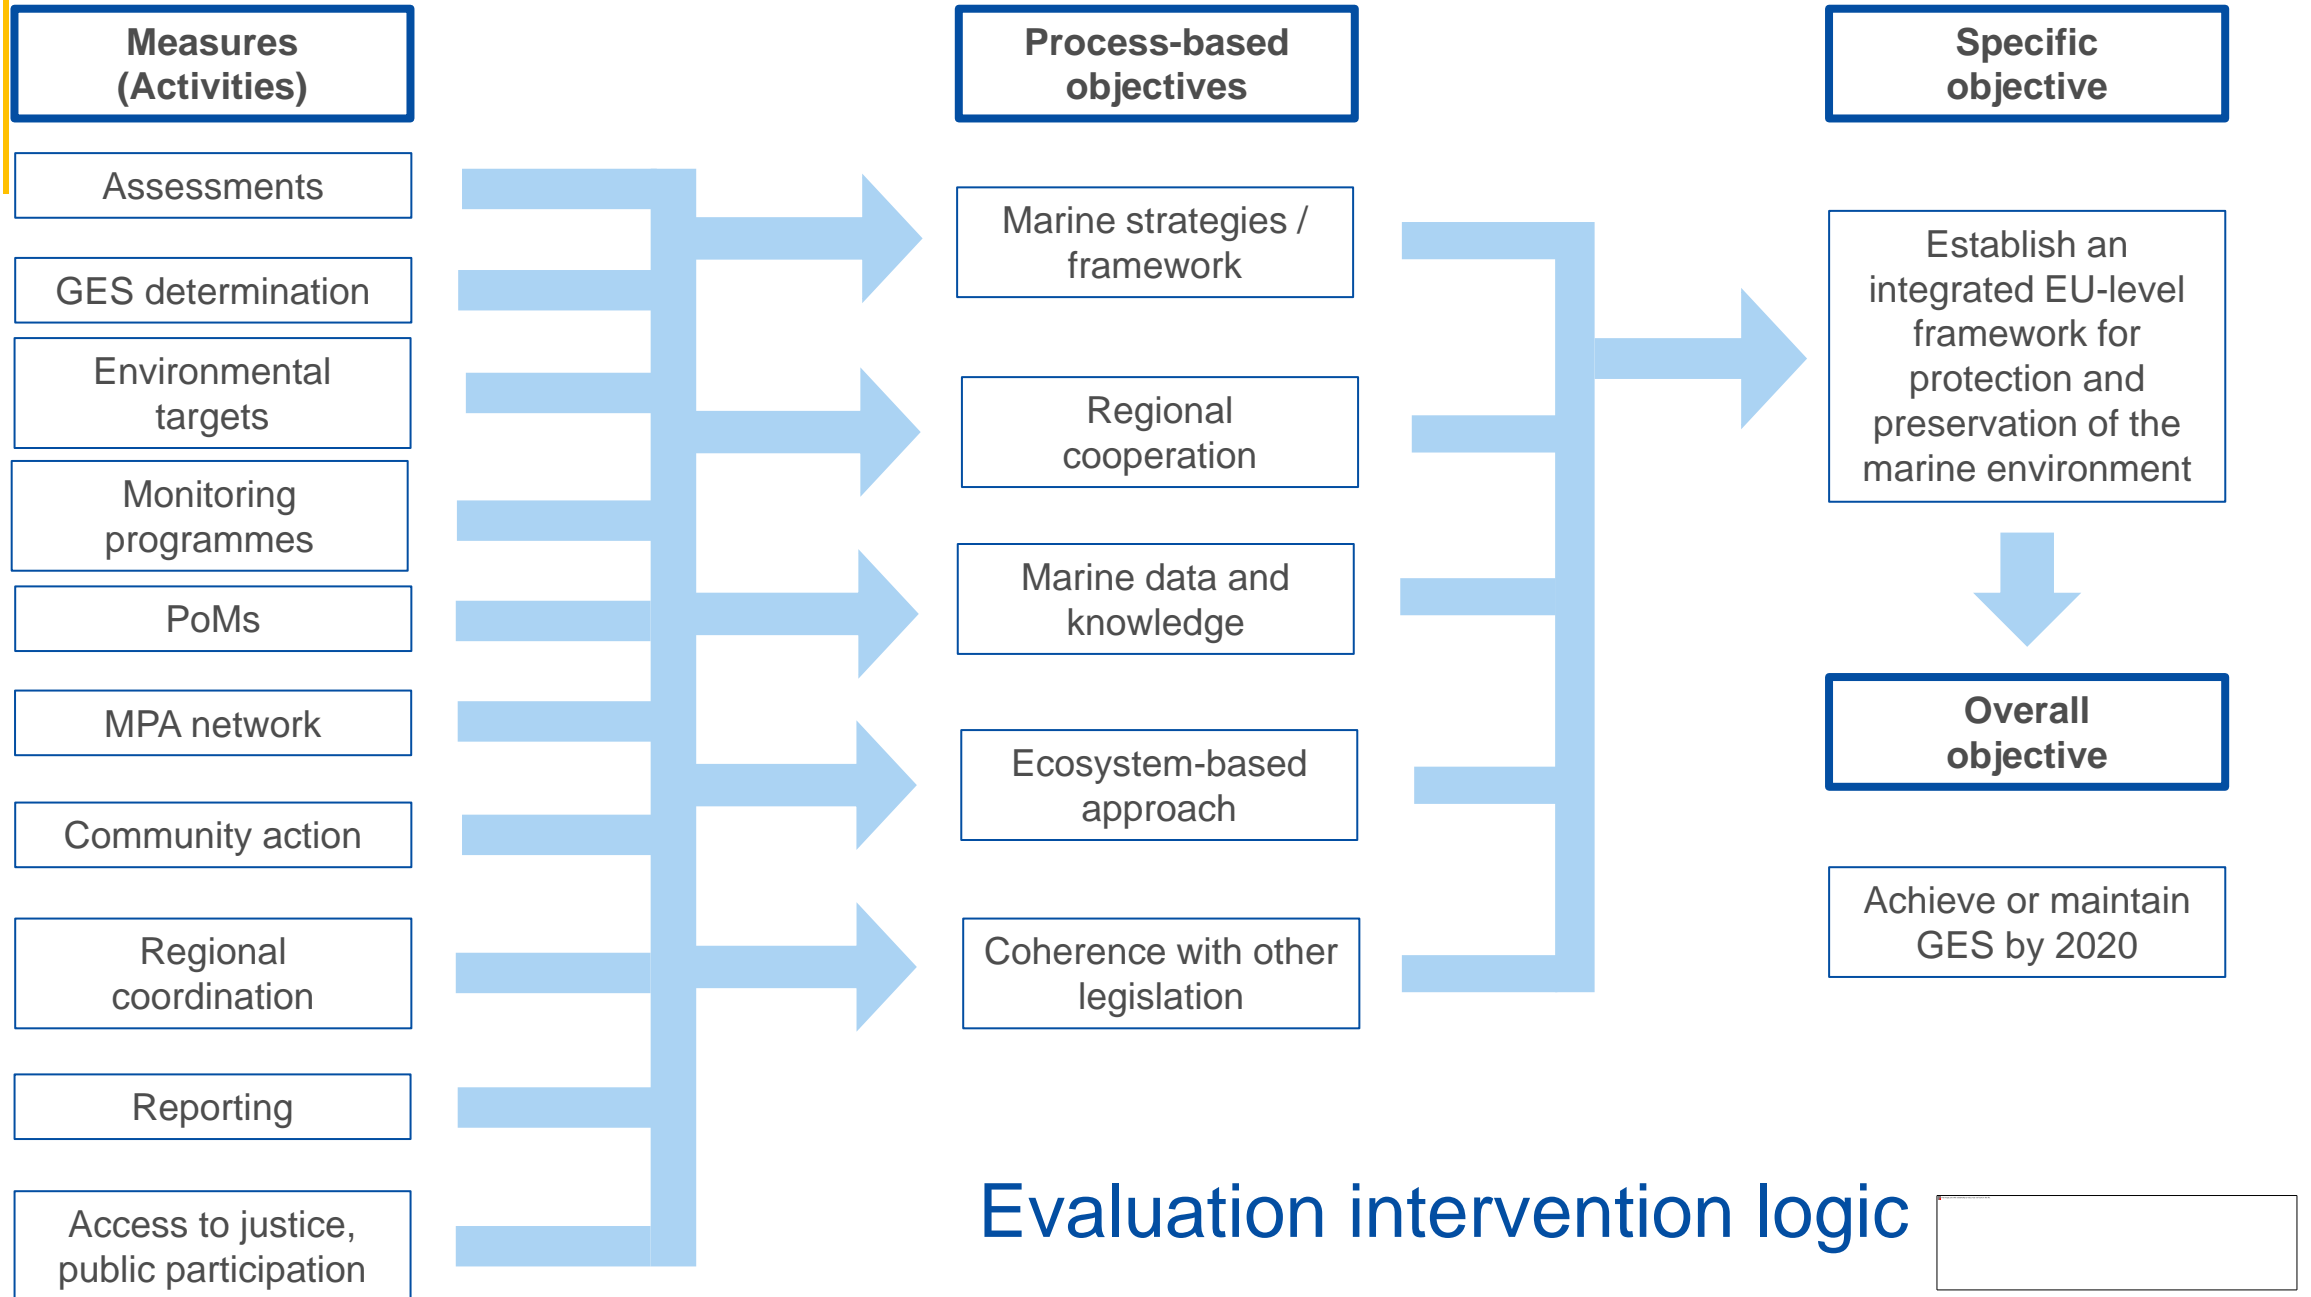 Measures
(Activities)
Assessments
GES determination
Environmental
targets
Monitoring
programmes
PoMs
MPA network
Community action
Regional
coordination
Reporting
Access to justice,
public participation
Process-based
objectives
Marine strategies /
framework
Regional
cooperation
Marine data and
knowledge
Ecosystem-based
approach
Coherence with other
legislation
Specific
objective
Establish an
integrated EU-level
framework for
protection and
preservation of the
marine environment
Overall
objective
Achieve or maintain
GES by 2020
Evaluation intervention logic